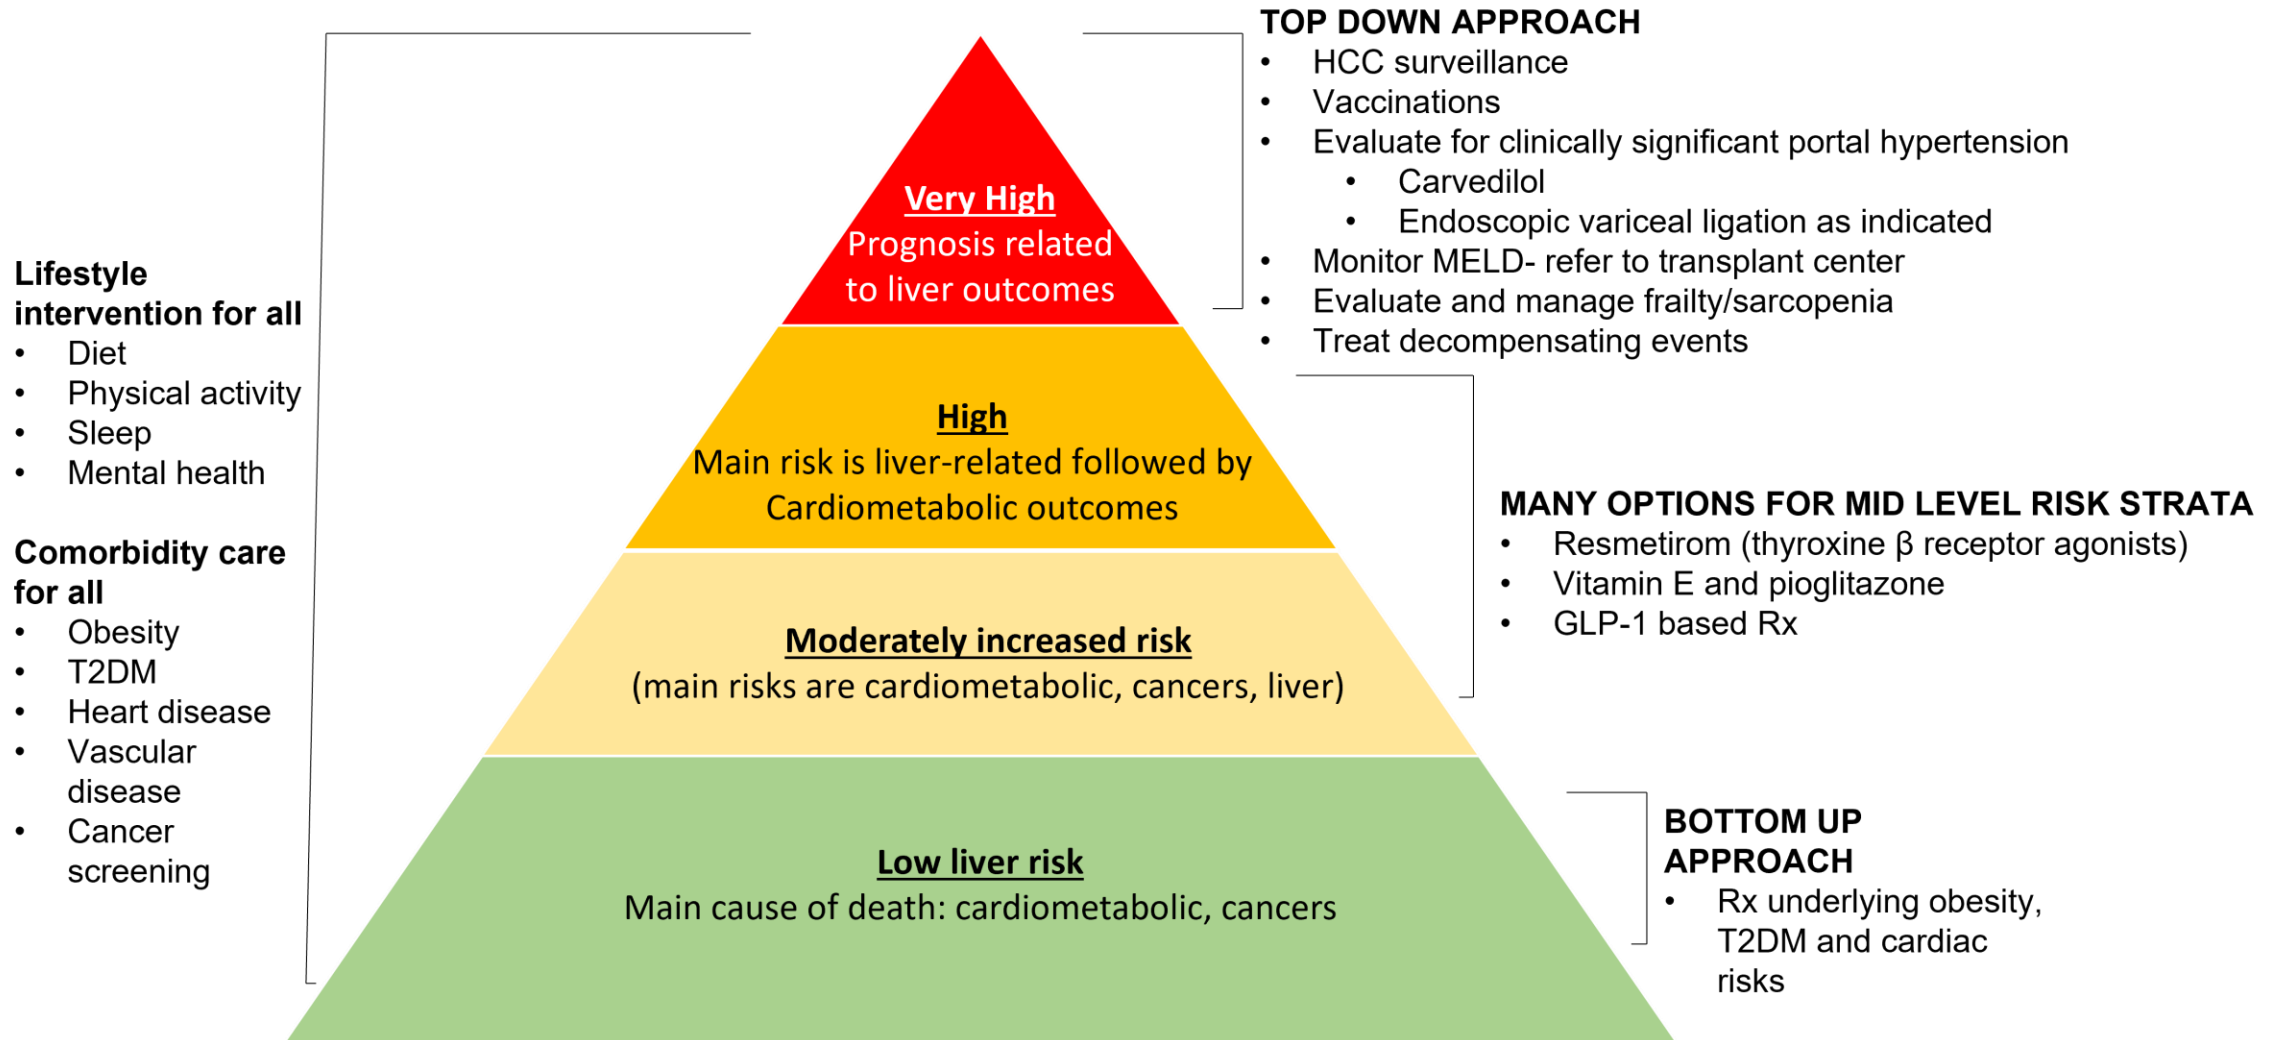 Lifestyle
intervention for all
• Diet
• Physical activity
• Sleep
• Mental health
Comorbidity care
for all
• Obesity
• T2DM
• Heart disease
• Vascular
disease
• Cancer
screening
Very High
Prognosis related
to liver outcomes
High
Main risk is liver-related followed by
Cardiometabolic outcomes
Moderately increased risk
(main risks are cardiometabolic, cancers, liver)
Low liver risk
Main cause of death: cardiometabolic, cancers
TOP DOWN APPROACH
• HCC surveillance
• Vaccinations
• Evaluate for clinically significant portal hypertension
• Carvedilol
• Endoscopic variceal ligation as indicated
• Monitor MELD- refer to transplant center
• Evaluate and manage frailty/sarcopenia
• Treat decompensating events
MANY OPTIONS FOR MID LEVEL RISK STRATA
• Resmetirom (thyroxine β receptor agonists)
• Vitamin E and pioglitazone
• GLP-1 based Rx
BOTTOM UP
APPROACH
• Rx underlying obesity,
T2DM and cardiac
risks